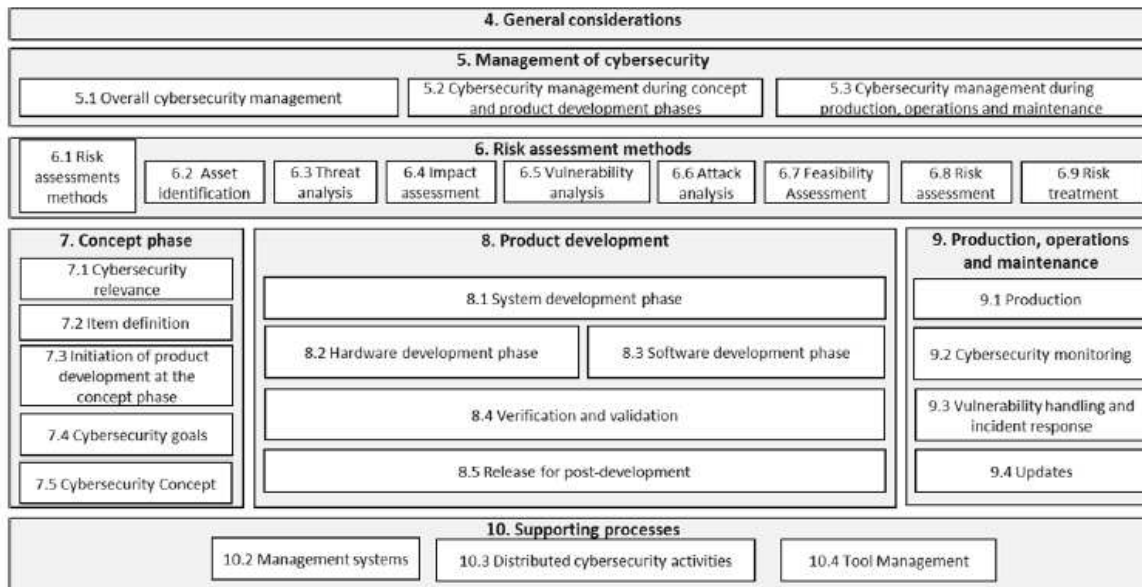 4. General considerations
5. Management of cybersecurity
5.1 Overall cybersecurity management
5.2 Cybersecurity management during concept
and product development phases
5.3 Cybersecurity management during
production, operations and maintenance
6. Risk assessment methods
6.1 Risk
assessments
methods
6.2 Asset
identification
6.3 Threat
analysis
6.4 Impact
assessment
6.5 Vulnerability
analysis
6.6 Attack
analysis
6.7 Feasibility
Assessment
6.8 Risk
assessment
6.9 Risk
treatment
7. Concept phase
7.1 Cybersecurity
relevance
7.2 Item definition
7.3 Initiation of product
development at the
concept phase
7.4 Cybersecurity goals
7.5 Cybersecurity Concept
8. Product development
8.1 System development phase
8.2 Hardware development phase
8.3 Software development phase
8.4 Verification and validation
8.5 Release for post-development
9. Production, operations
and maintenance
9.1 Production
9.2 Cybersecurity monitoring
9.3 Vulnerability handling and
incident response
9.4 Updates
10. Supporting processes
10.2 Management systems
10.3 Distributed cybersecurity activities
10.4 Tool Management